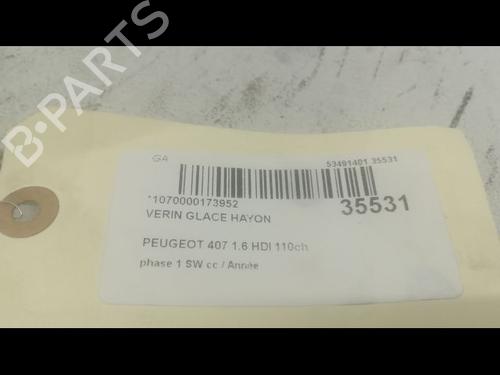 GA
53491401 35531
*1070000173952
35531
VERIN GLACE HAYON
PEUGEOT 407 1.6 HDI 110ch
phase 1 SW cc / Année
B-PARTS